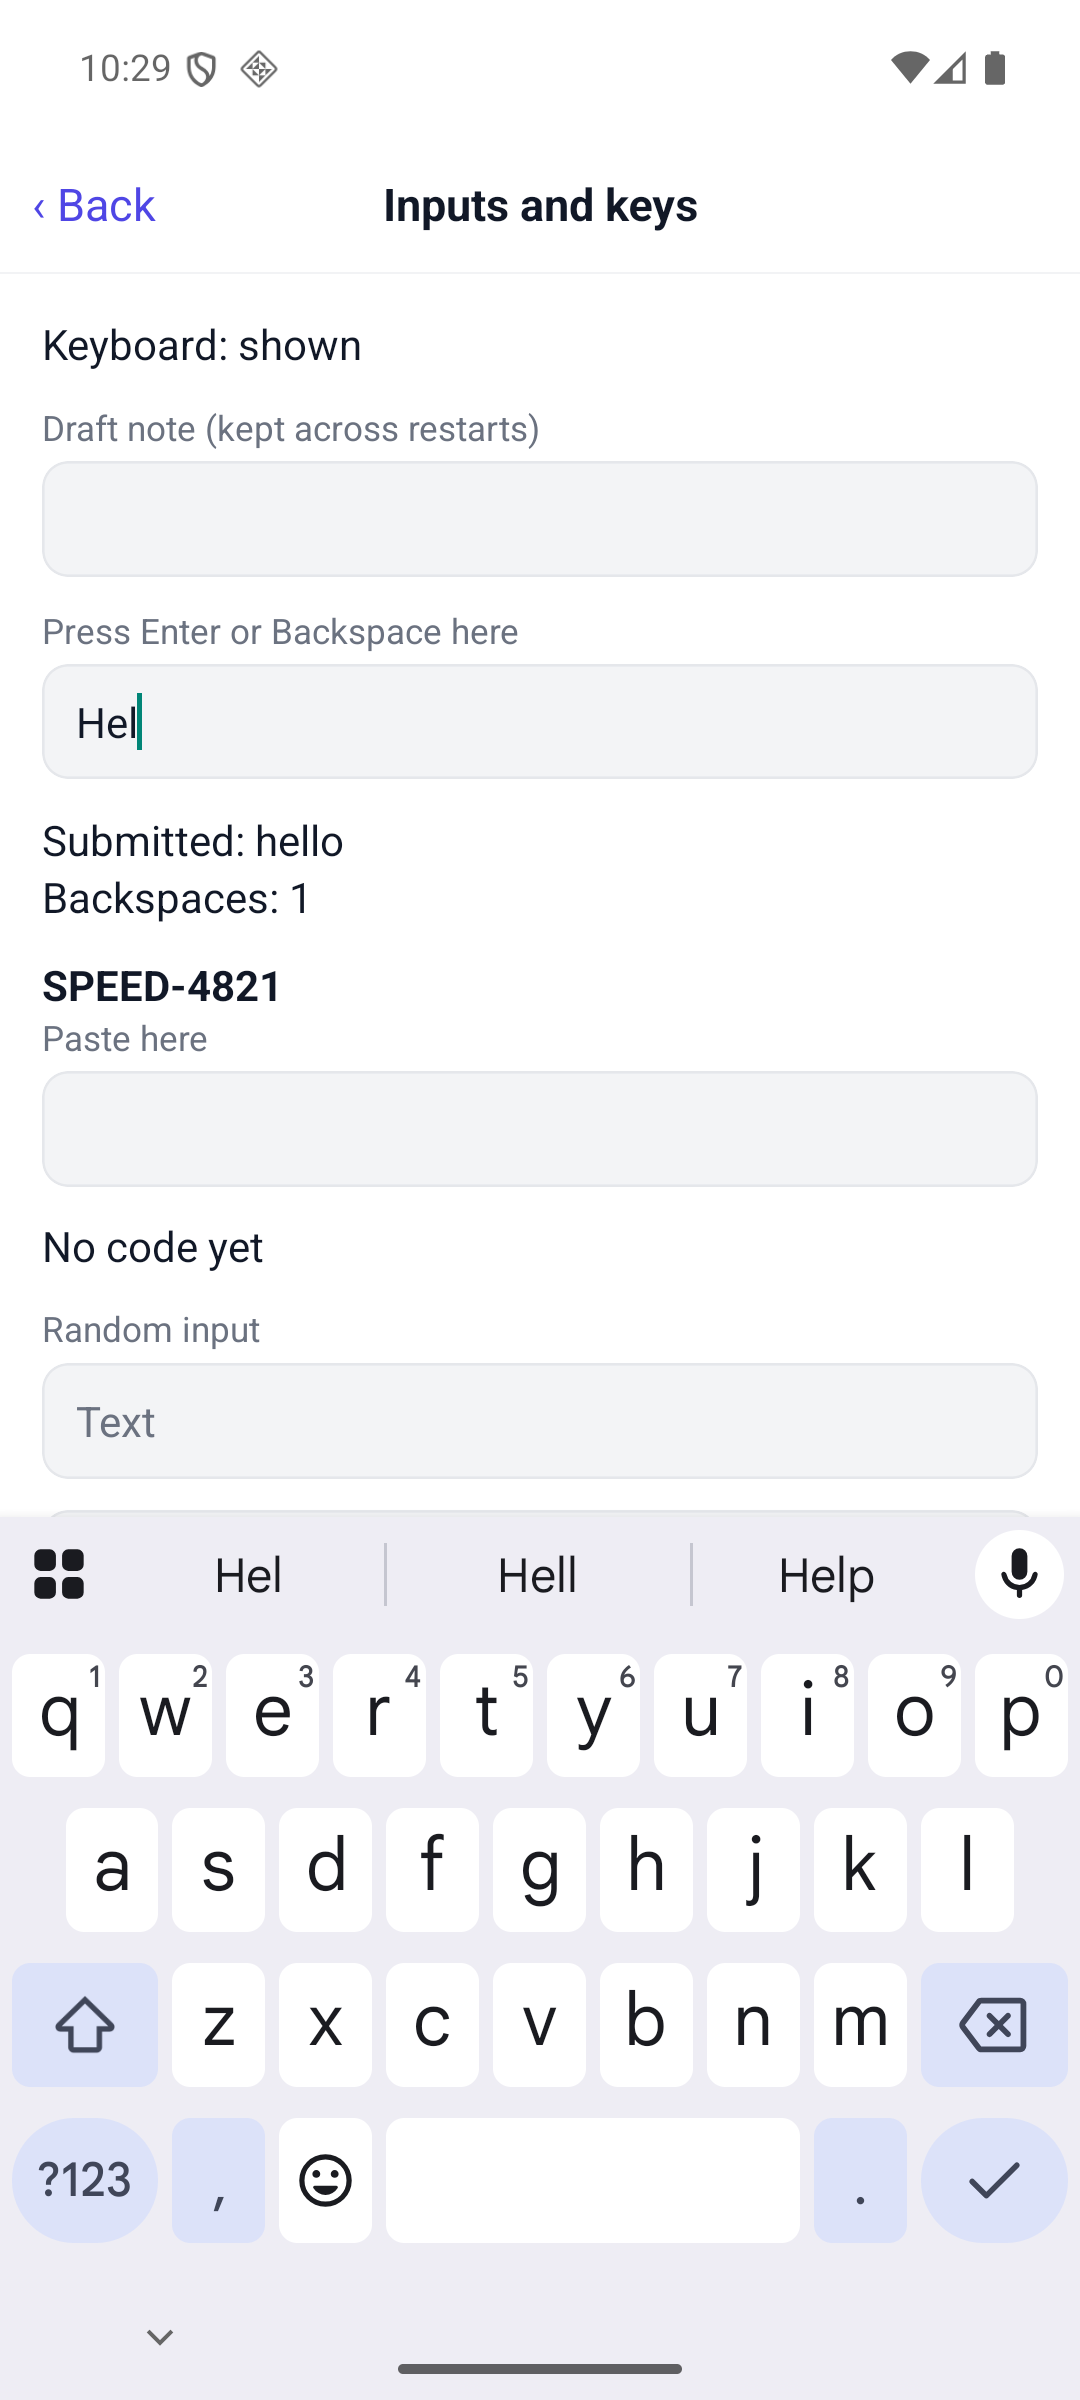 10:29
‹ Back
Inputs and keys
Keyboard: shown
Draft note (kept across restarts)
Press Enter or Backspace here
Hel
Submitted: hello
Backspaces: 1
SPEED-4821
Paste here
No code yet
Random input
Text
Hel Hell Help
q1 w2 e3 r4 t5 y6 u7 i8 o9 p0
a s d f g h j k l
z x c v b n m
?123 , .